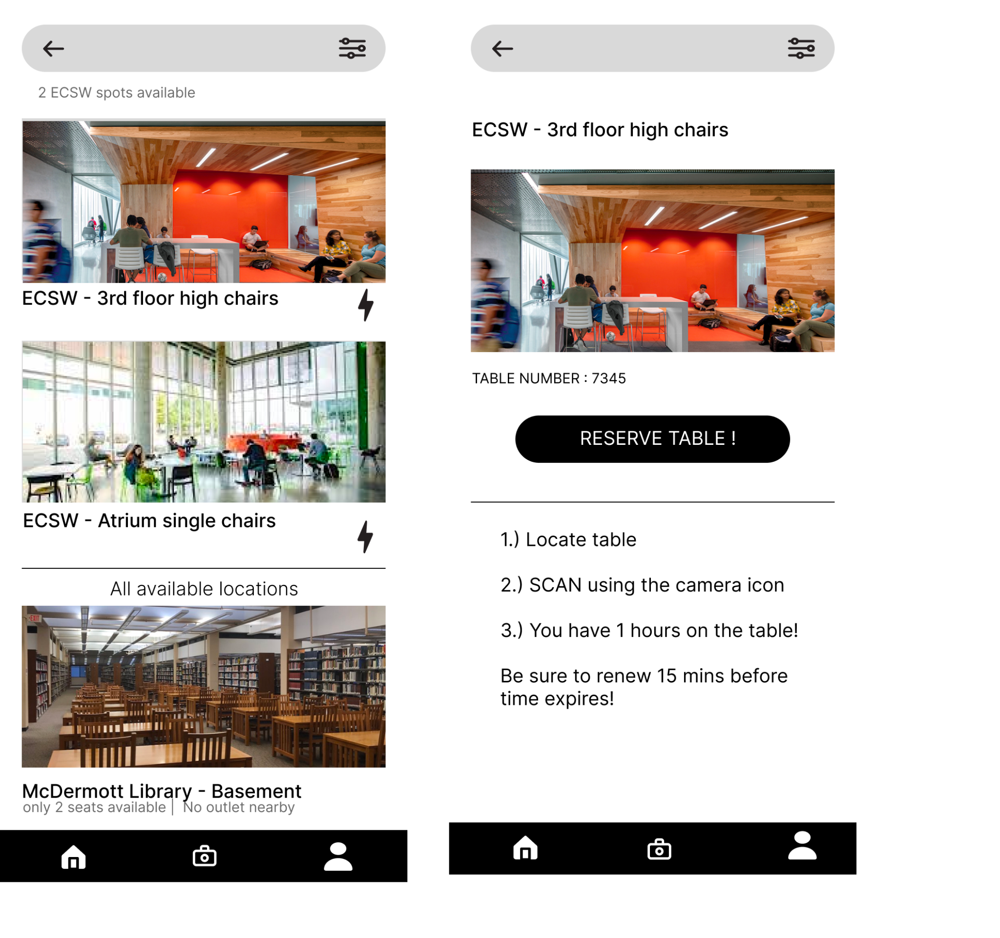 2 ECSW spots available
ECSW - 3rd floor high chairs
ECSW - Atrium single chairs
All available locations
EXIT
McDermott Library - Basement
only 2 seats available | No outlet nearby
ECSW - 3rd floor high chairs
TABLE NUMBER : 7345
RESERVE TABLE !
1.) Locate table
2.) SCAN using the camera icon
3.) You have 1 hours on the table!
Be sure to renew 15 mins before
time expires!